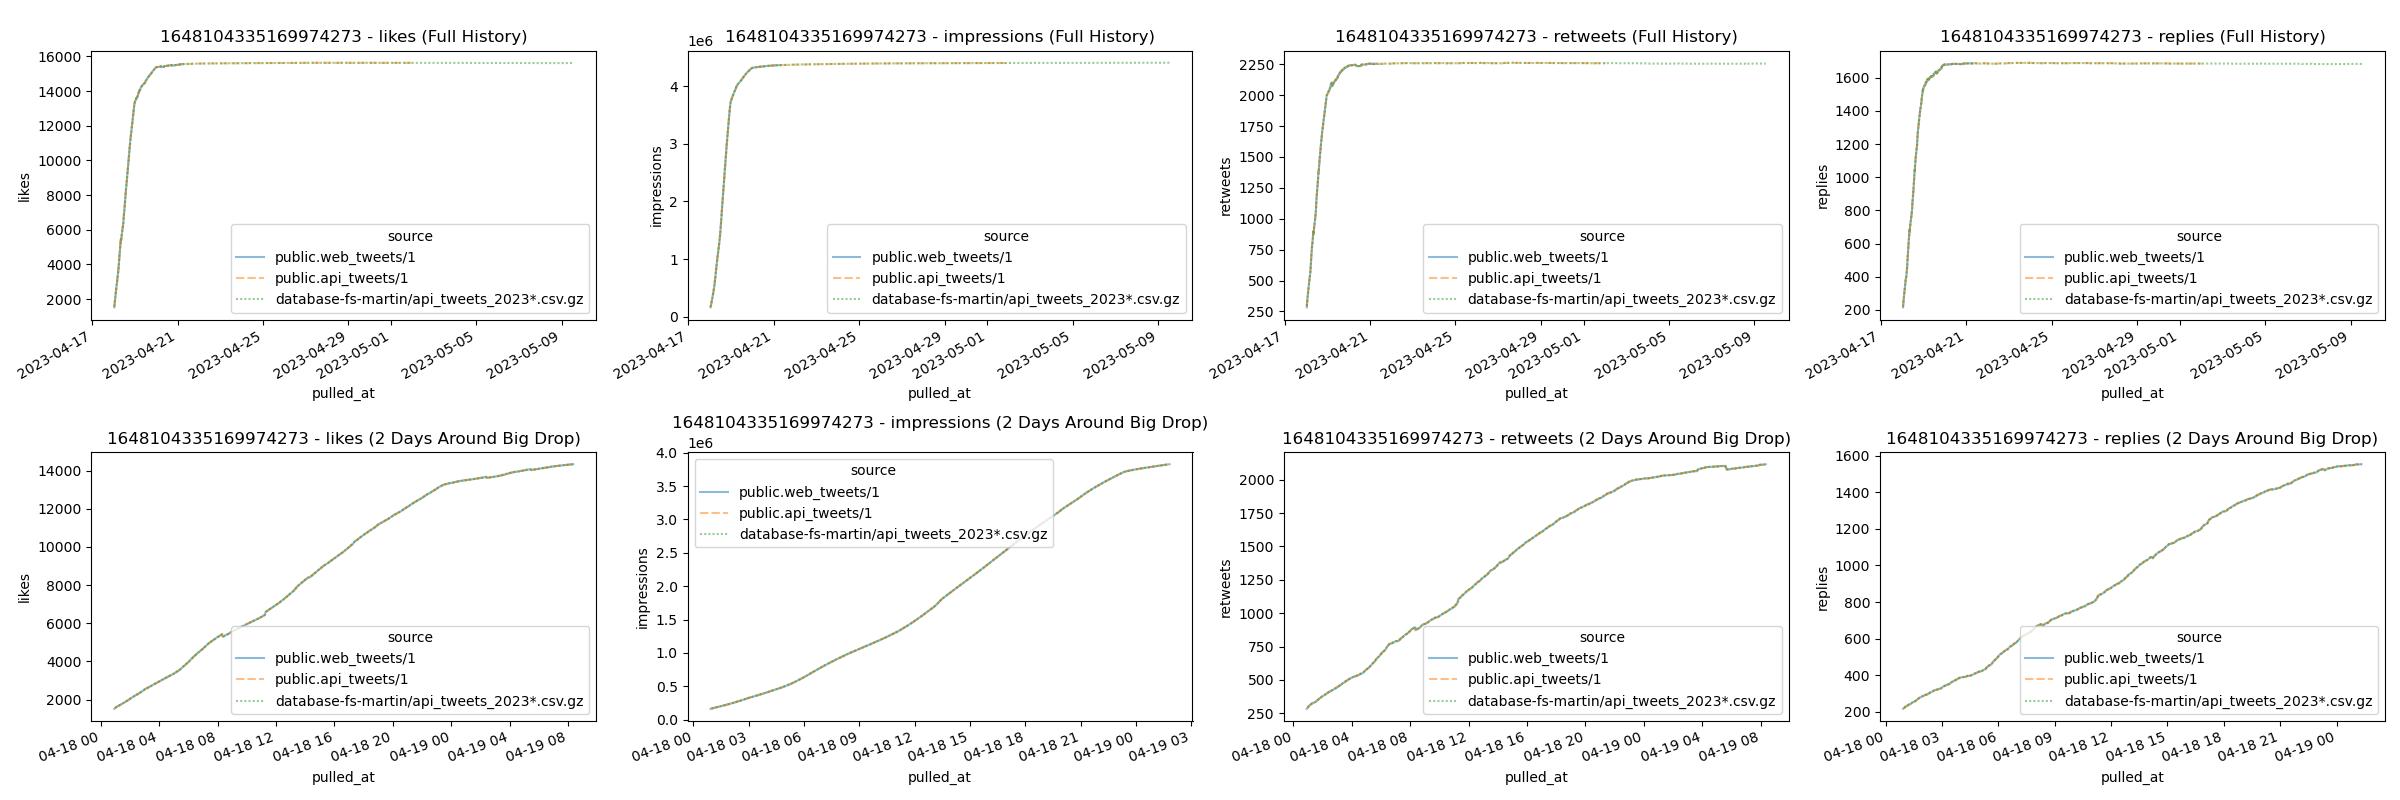 1648104335169974273 - likes (Full History)
likes
16000
14000
12000
10000
8000
6000
4000
2000
source
public.web_tweets/1
public.api_tweets/1
database-fs-martin/api_tweets_2023*.csv.gz
2023-04-17
2023-04-21
2023-04-25
2023-04-29
2023-05-01
2023-05-05
2023-05-09
pulled_at
1648104335169974273 - impressions (Full History)
1e6
impressions
4
3
2
1
0
source
public.web_tweets/1
public.api_tweets/1
database-fs-martin/api_tweets_2023*.csv.gz
2023-04-17
2023-04-21
2023-04-25
2023-04-29
2023-05-01
2023-05-05
2023-05-09
pulled_at
1648104335169974273 - retweets (Full History)
retweets
2250
2000
1750
1500
1250
1000
750
500
250
source
public.web_tweets/1
public.api_tweets/1
database-fs-martin/api_tweets_2023*.csv.gz
2023-04-17
2023-04-21
2023-04-25
2023-04-29
2023-05-01
2023-05-05
2023-05-09
pulled_at
1648104335169974273 - replies (Full History)
replies
1600
1400
1200
1000
800
600
400
200
source
public.web_tweets/1
public.api_tweets/1
database-fs-martin/api_tweets_2023*.csv.gz
2023-04-17
2023-04-21
2023-04-25
2023-04-29
2023-05-01
2023-05-05
2023-05-09
pulled_at
1648104335169974273 - likes (2 Days Around Big Drop)
likes
14000
12000
10000
8000
6000
4000
2000
source
public.web_tweets/1
public.api_tweets/1
database-fs-martin/api_tweets_2023*.csv.gz
04-18 00
04-18 04
04-18 08
04-18 12
04-18 16
04-18 20
04-19 00
04-19 04
04-19 08
pulled_at
1648104335169974273 - impressions (2 Days Around Big Drop)
1e6
impressions
4.0
3.5
3.0
2.5
2.0
1.5
1.0
0.5
0.0
source
public.web_tweets/1
public.api_tweets/1
database-fs-martin/api_tweets_2023*.csv.gz
04-18 00
04-18 03
04-18 06
04-18 09
04-18 12
04-18 15
04-18 18
04-18 21
04-19 00
04-19 03
pulled_at
1648104335169974273 - retweets (2 Days Around Big Drop)
retweets
2000
1750
1500
1250
1000
750
500
250
source
public.web_tweets/1
public.api_tweets/1
database-fs-martin/api_tweets_2023*.csv.gz
04-18 00
04-18 04
04-18 08
04-18 12
04-18 16
04-18 20
04-19 00
04-19 04
04-19 08
pulled_at
1648104335169974273 - replies (2 Days Around Big Drop)
replies
1600
1400
1200
1000
800
600
400
200
source
public.web_tweets/1
public.api_tweets/1
database-fs-martin/api_tweets_2023*.csv.gz
04-18 00
04-18 03
04-18 06
04-18 09
04-18 12
04-18 15
04-18 18
04-18 21
04-19 00
pulled_at